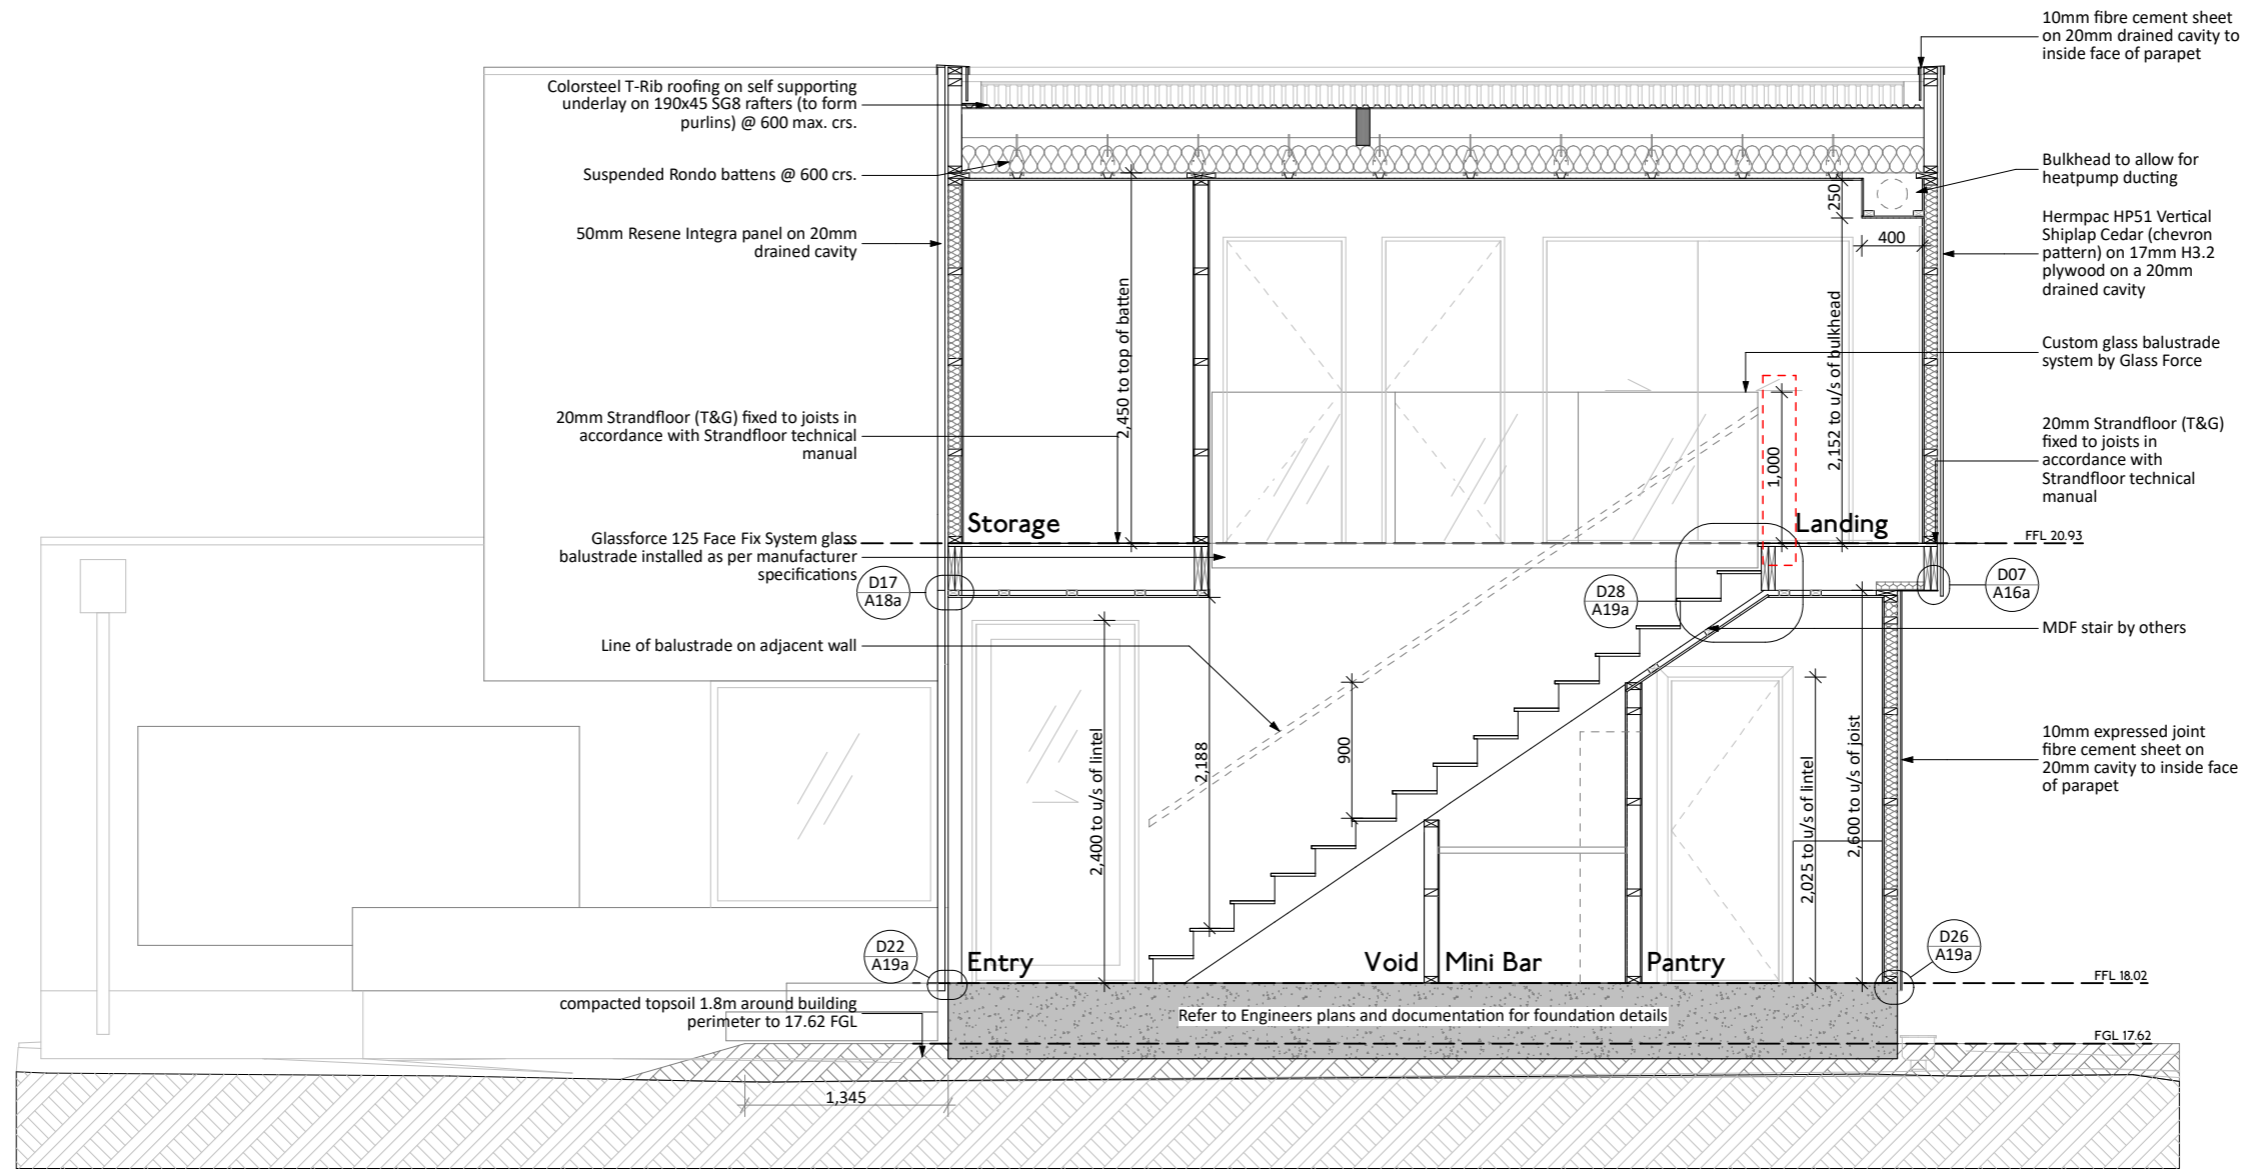 10mm fibre cement sheet
on 20mm drained cavity to
inside face of parapet
Colorsteel T-Rib roofing on self supporting
underlay on 190x45 SG8 rafters (to form
purlins) @ 600 max. crs.
Suspended Rondo battens @ 600 crs.
Bulkhead to allow for
heatpump ducting
250
400
50mm Resene Integra panel on 20mm
drained cavity
Hermpac HP51 Vertical
Shiplap Cedar (chevron
pattern) on 17mm H3.2
plywood on a 20mm
drained cavity
2,450 to top of batten
2,152 to u/s of bulkhead
Custom glass balustrade
system by Glass Force
20mm Strandfloor (T&G) fixed to joists in
accordance with Strandfloor technical
manual
1,000
20mm Strandfloor (T&G)
fixed to joists in
accordance with
Strandfloor technical
manual
Storage
Landing
FFL 20.93
Glassforce 125 Face Fix System glass
balustrade installed as per manufacturer
specifications
D17
A18a
D28
A19a
D07
A16a
Line of balustrade on adjacent wall
MDF stair by others
2,400 to u/s of lintel
2,188
900
2,025 to u/s of lintel
2,600 to u/s of joist
10mm expressed joint
fibre cement sheet on
20mm cavity to inside face
of parapet
D22
A19a
D26
A19a
Entry
Void
Mini Bar
Pantry
FFL 18.02
compacted topsoil 1.8m around building
perimeter to 17.62 FGL
Refer to Engineers plans and documentation for foundation details
FGL 17.62
1,345